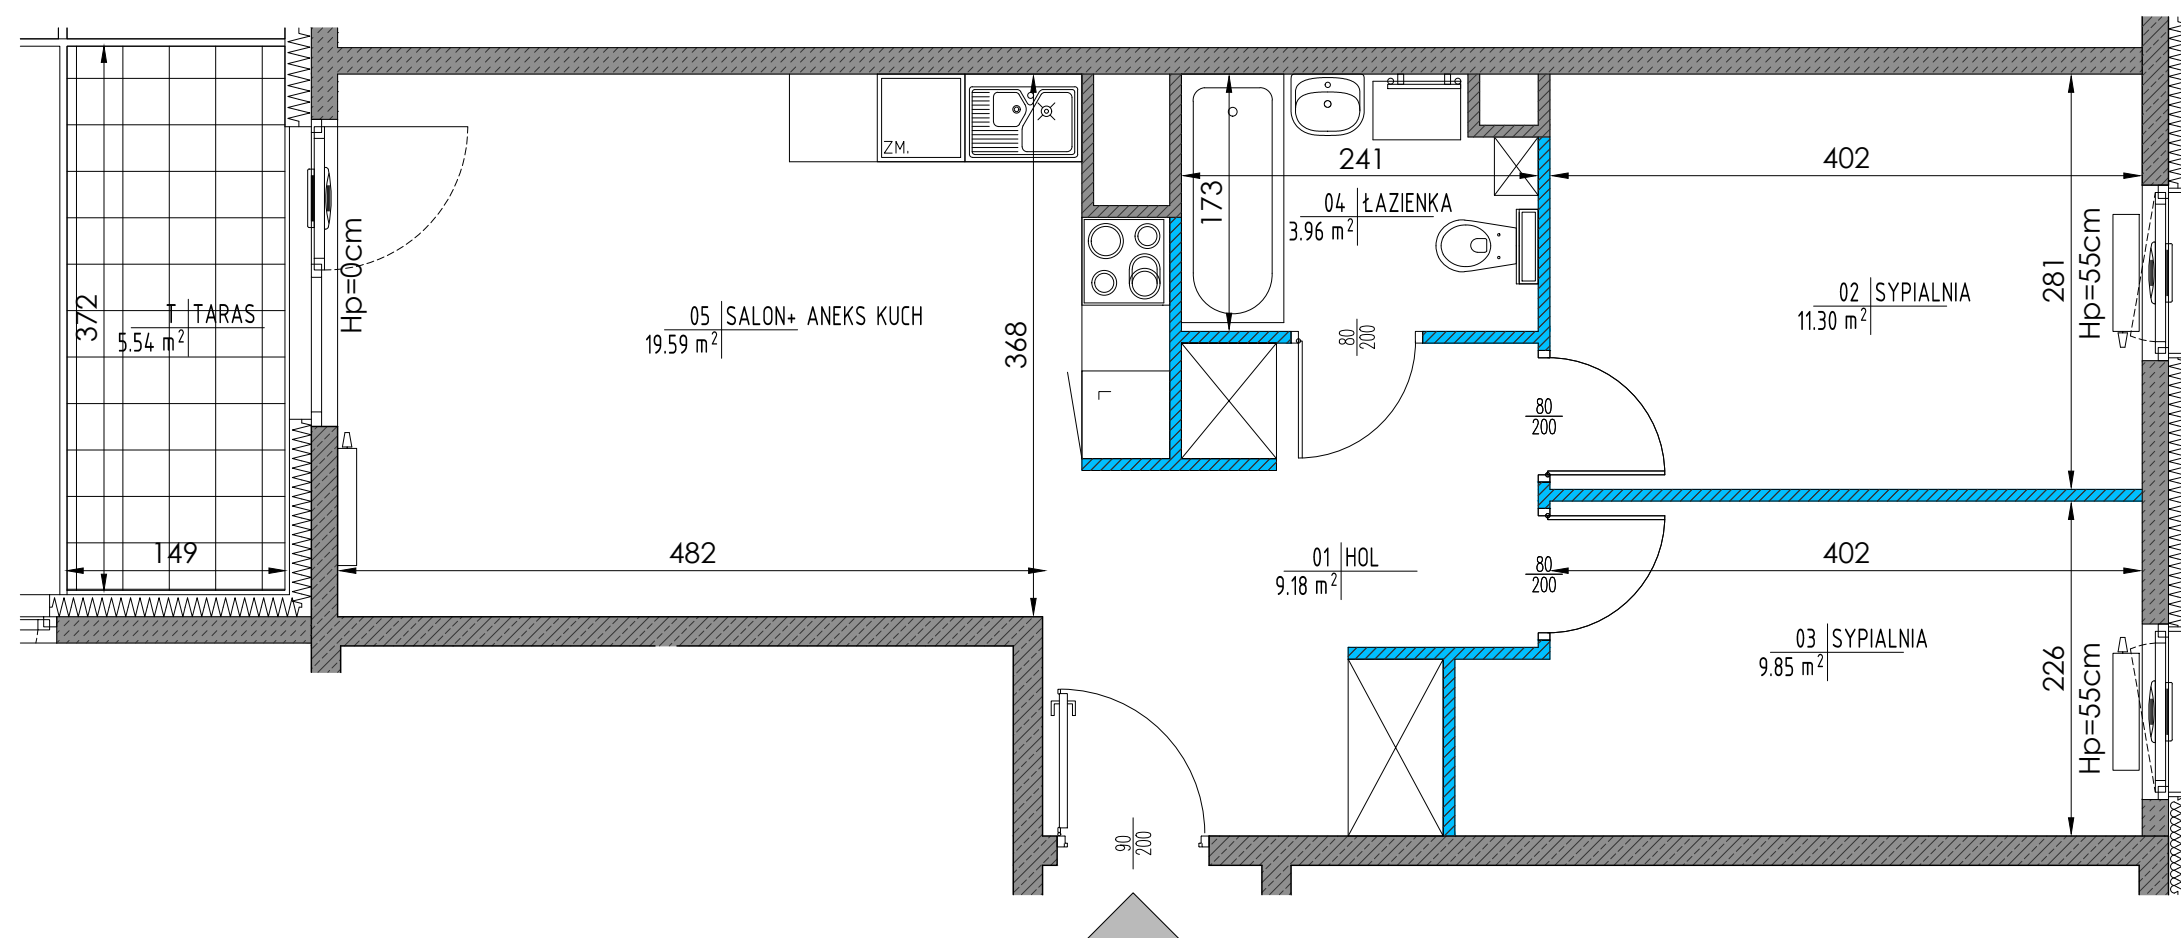 ZM.
241
402
173
04 ŁAZIENKA
3.96 m²
Hp=0cm
Hp=55cm
281
02 SYPIALNIA
11.30 m²
372
T TARAS
5.54 m²
05 SALON+ ANEKS KUCH
19.59 m²
368
80
200
L
80
200
149
482
01 HOL
9.18 m²
80
200
402
03 SYPIALNIA
9.85 m²
226
Hp=55cm
90
200